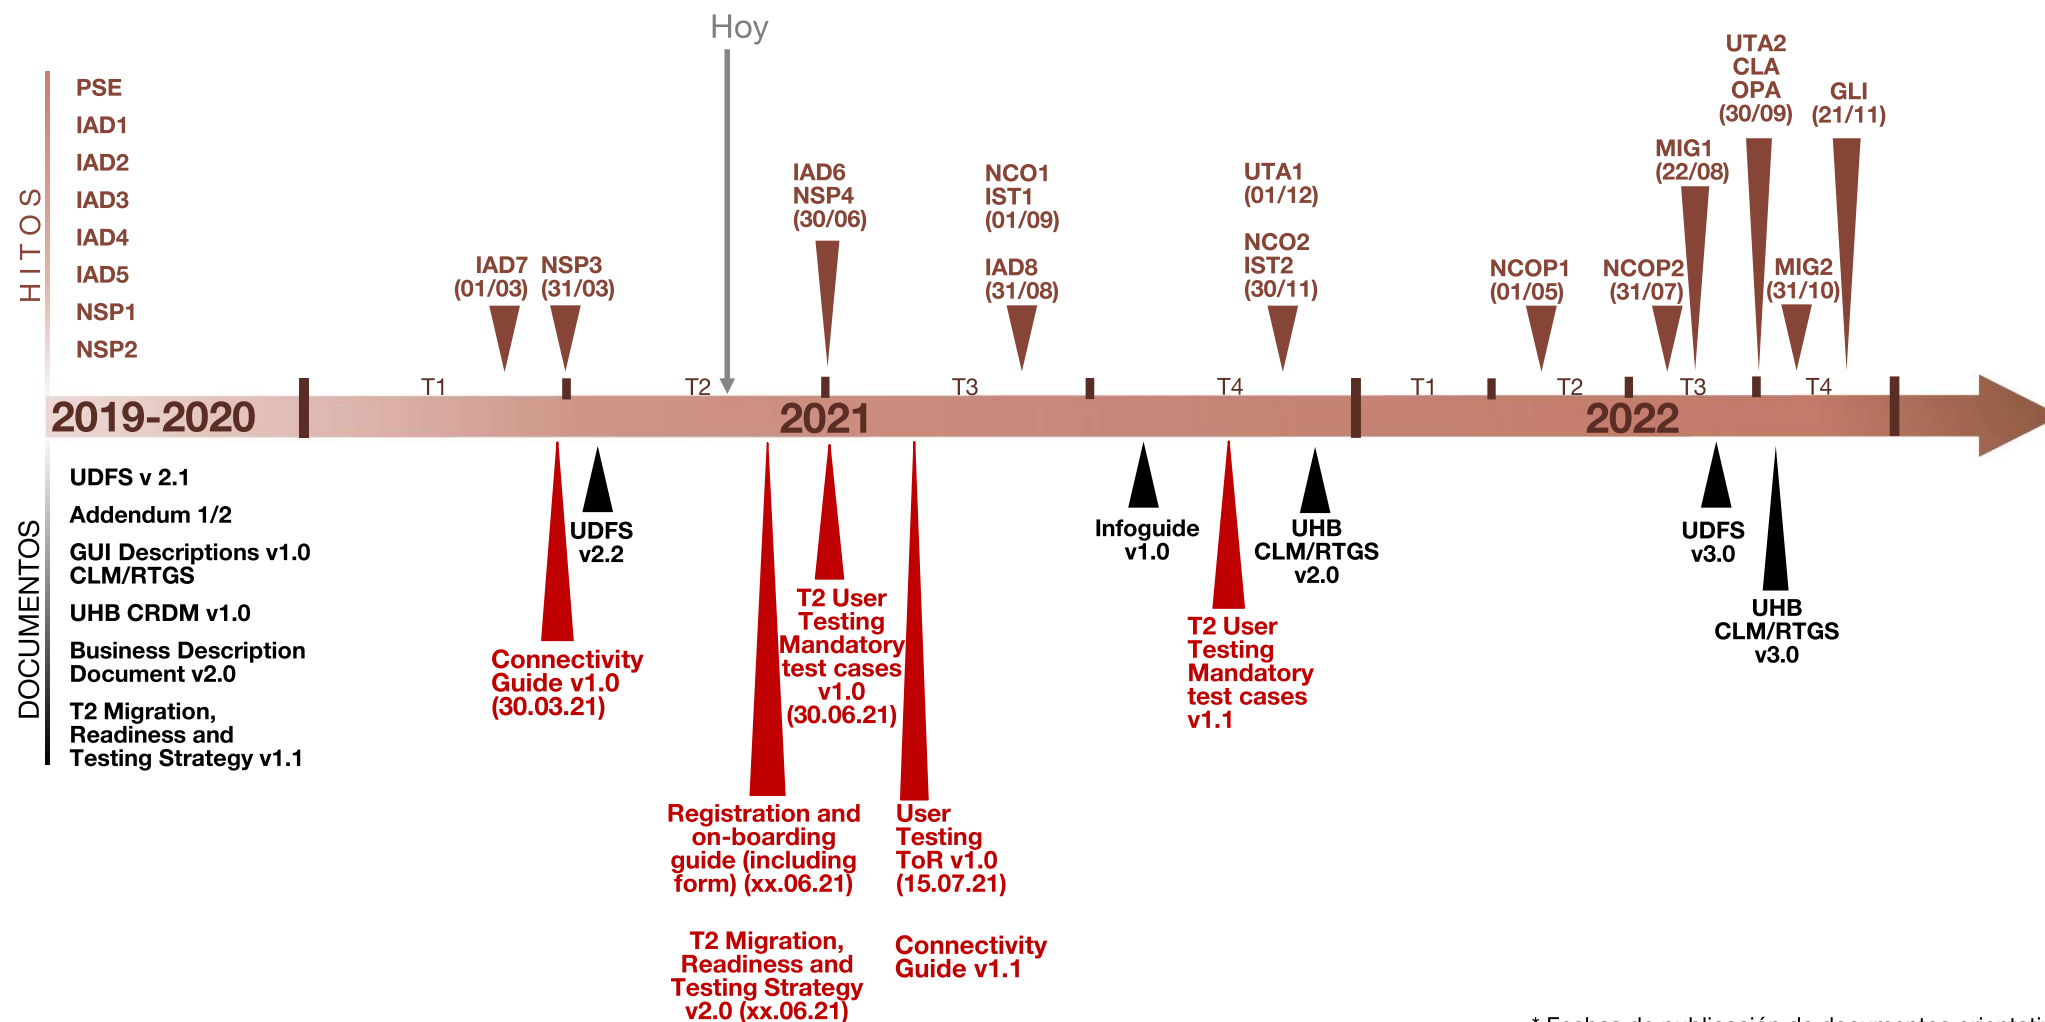 Hoy
HITOS
PSE
IAD1
IAD2
IAD3
IAD4
IAD5
NSP1
NSP2
IAD7
(01/03)
NSP3
(31/03)
IAD6
NSP4
(30/06)
NCO1
IST1
(01/09)
IAD8
(31/08)
UTA1
(01/12)
NCO2
IST2
(30/11)
NCOP1
(01/05)
NCOP2
(31/07)
MIG1
(22/08)
UTA2
CLA
OPA
(30/09)
MIG2
(31/10)
GLI
(21/11)
T1
T2
T3
T4
T1
T2
T3
T4
2019-2020
2021
2022
DOCUMENTOS
UDFS v 2.1
Addendum 1/2
GUI Descriptions v1.0
CLM/RTGS
UHB CRDM v1.0
Business Description
Document v2.0
T2 Migration,
Readiness and
Testing Strategy v1.1
Connectivity
Guide v1.0
(30.03.21)
UDFS
v2.2
Registration and
on-boarding
guide (including
form) (xx.06.21)
T2 Migration,
Readiness and
Testing Strategy
v2.0 (xx.06.21)
T2 User
Testing
Mandatory
test cases
v1.0
(30.06.21)
User
Testing
ToR v1.0
(15.07.21)
Connectivity
Guide v1.1
Infoguide
v1.0
T2 User
Testing
Mandatory
test cases
v1.1
UHB
CLM/RTGS
v2.0
UDFS
v3.0
UHB
CLM/RTGS
v3.0
* Fechas de publicación de documentos